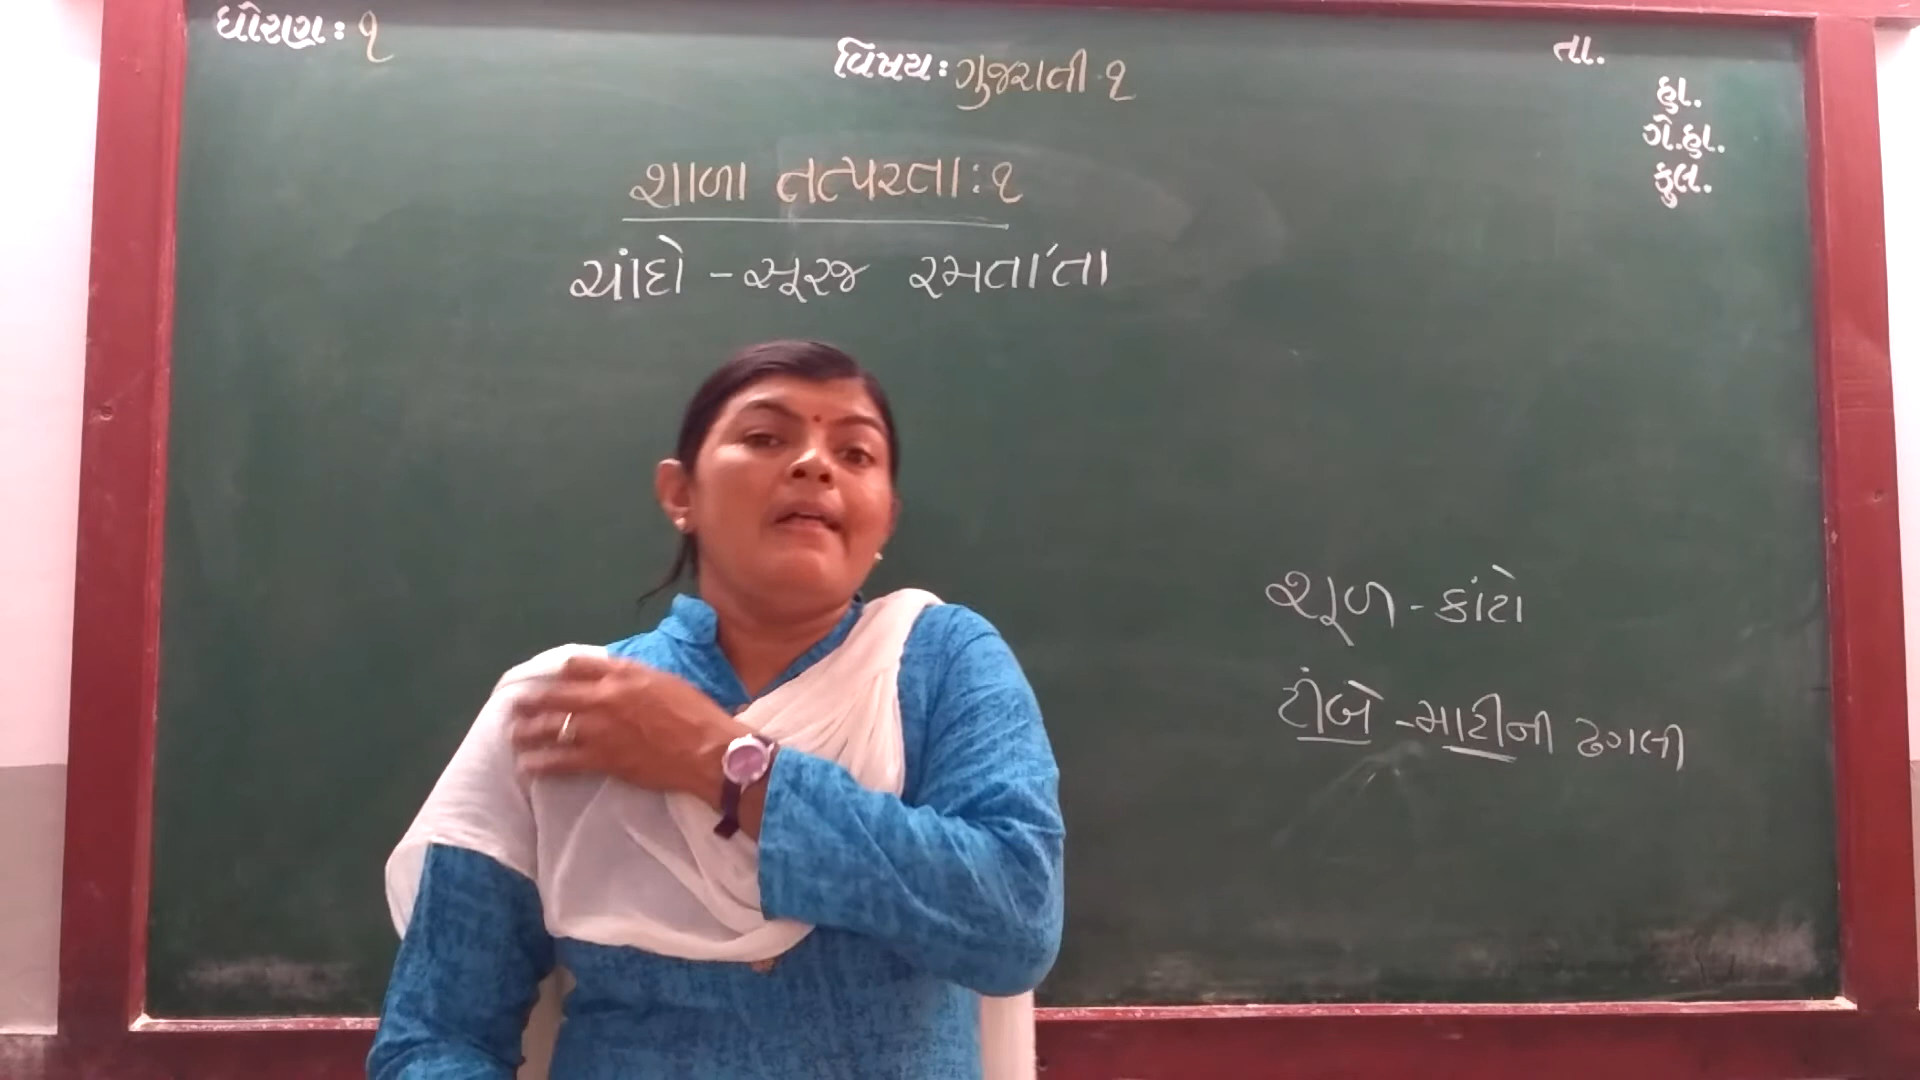 ધોરણ: ૧
વિષય: ગુજરાતી-૧
તા.
હા.
ગે.હા.
કુલ.
શાળા તત્પરતા: ૧
ચાંદો - સૂરજ રમતા'તા
શૂળ - કાંટો
ટીંબે - માટીની ઢગલી